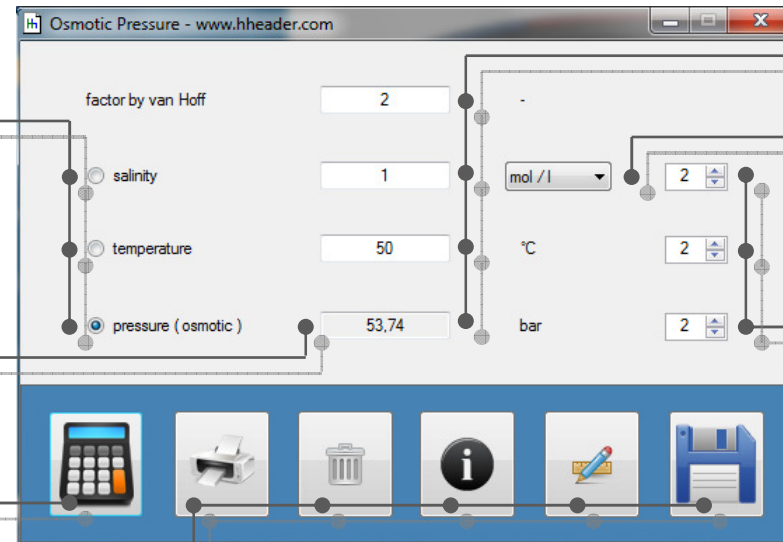 Hh Osmotic Pressure - www.hheader.com
factor by van Hoff 2 -
salinity 1 mol / l 2
temperature 50 °C 2
pressure ( osmotic ) 53,74 bar 2
i